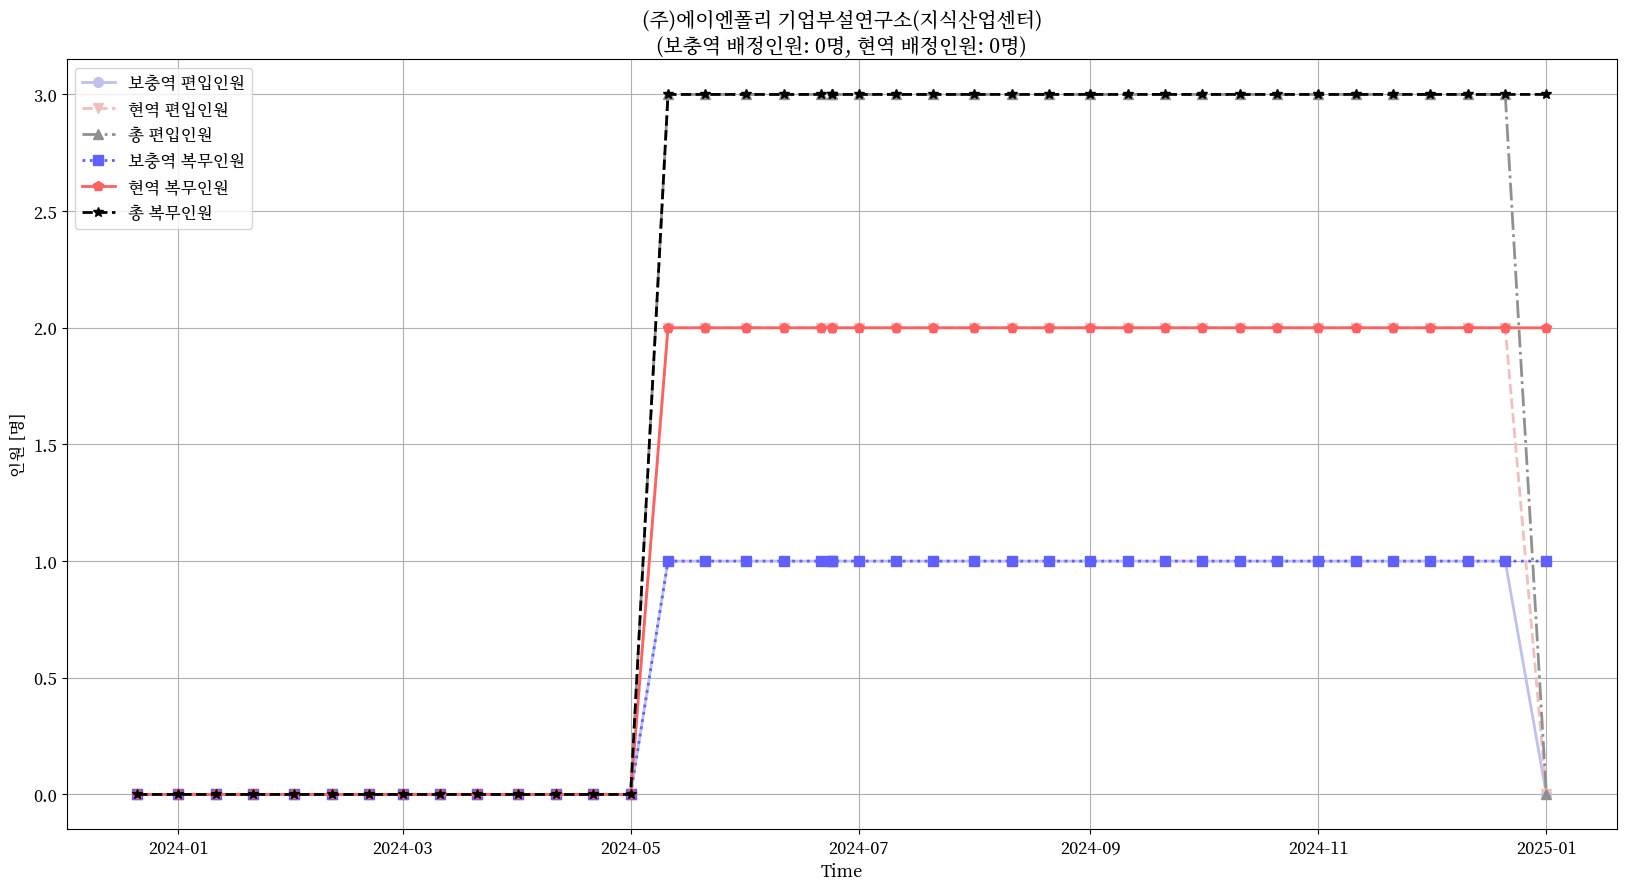 (주)에이엔폴리 기업부설연구소(지식산업센터)
(보충역 배정인원: 0명, 현역 배정인원: 0명)
보충역 편입인원
현역 편입인원
총 편입인원
보충역 복무인원
현역 복무인원
총 복무인원
3.0
2.5
2.0
1.5
1.0
0.5
0.0
인원 [명]
2024-01 2024-03 2024-05 2024-07 2024-09 2024-11 2025-01
Time